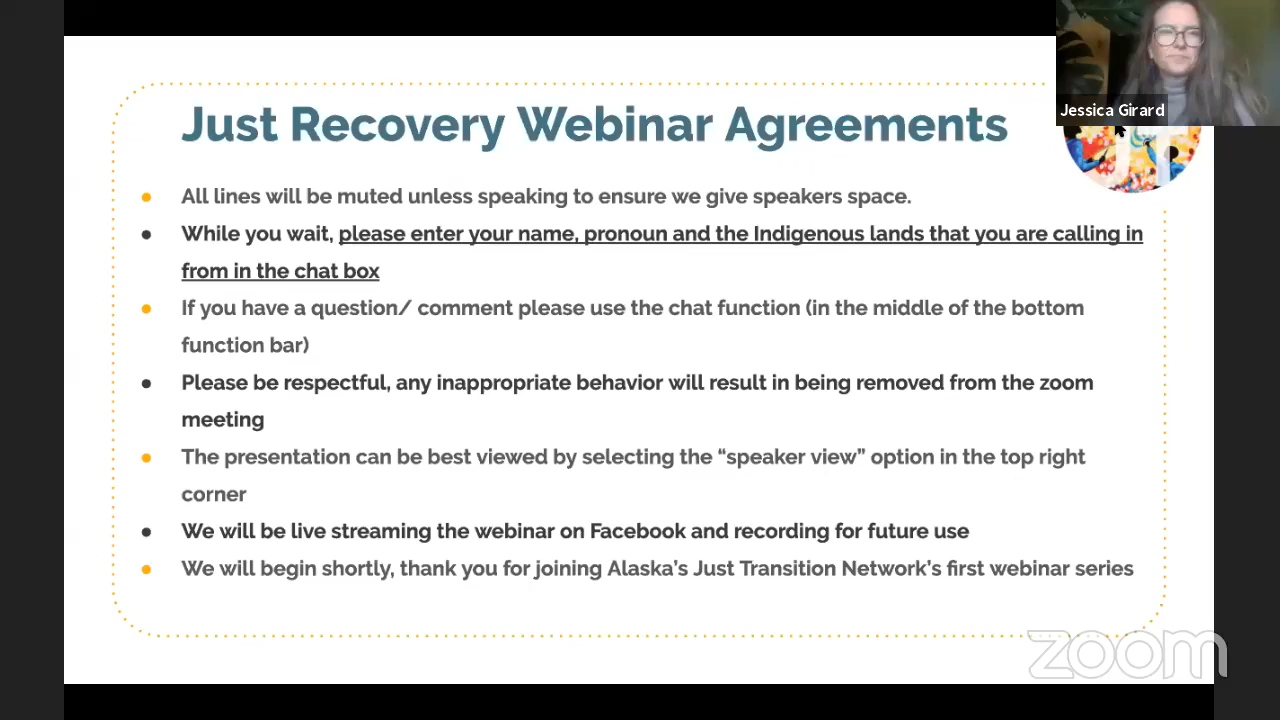 Just Recovery Webinar Agreements
Jessica Girard
● All lines will be muted unless speaking to ensure we give speakers space.
● While you wait, please enter your name, pronoun and the Indigenous lands that you are calling in
from in the chat box
● If you have a question/ comment please use the chat function (in the middle of the bottom
function bar)
● Please be respectful, any inappropriate behavior will result in being removed from the zoom
meeting
● The presentation can be best viewed by selecting the “speaker view” option in the top right
corner
● We will be live streaming the webinar on Facebook and recording for future use
● We will begin shortly, thank you for joining Alaska’s Just Transition Network’s first webinar series
zoom